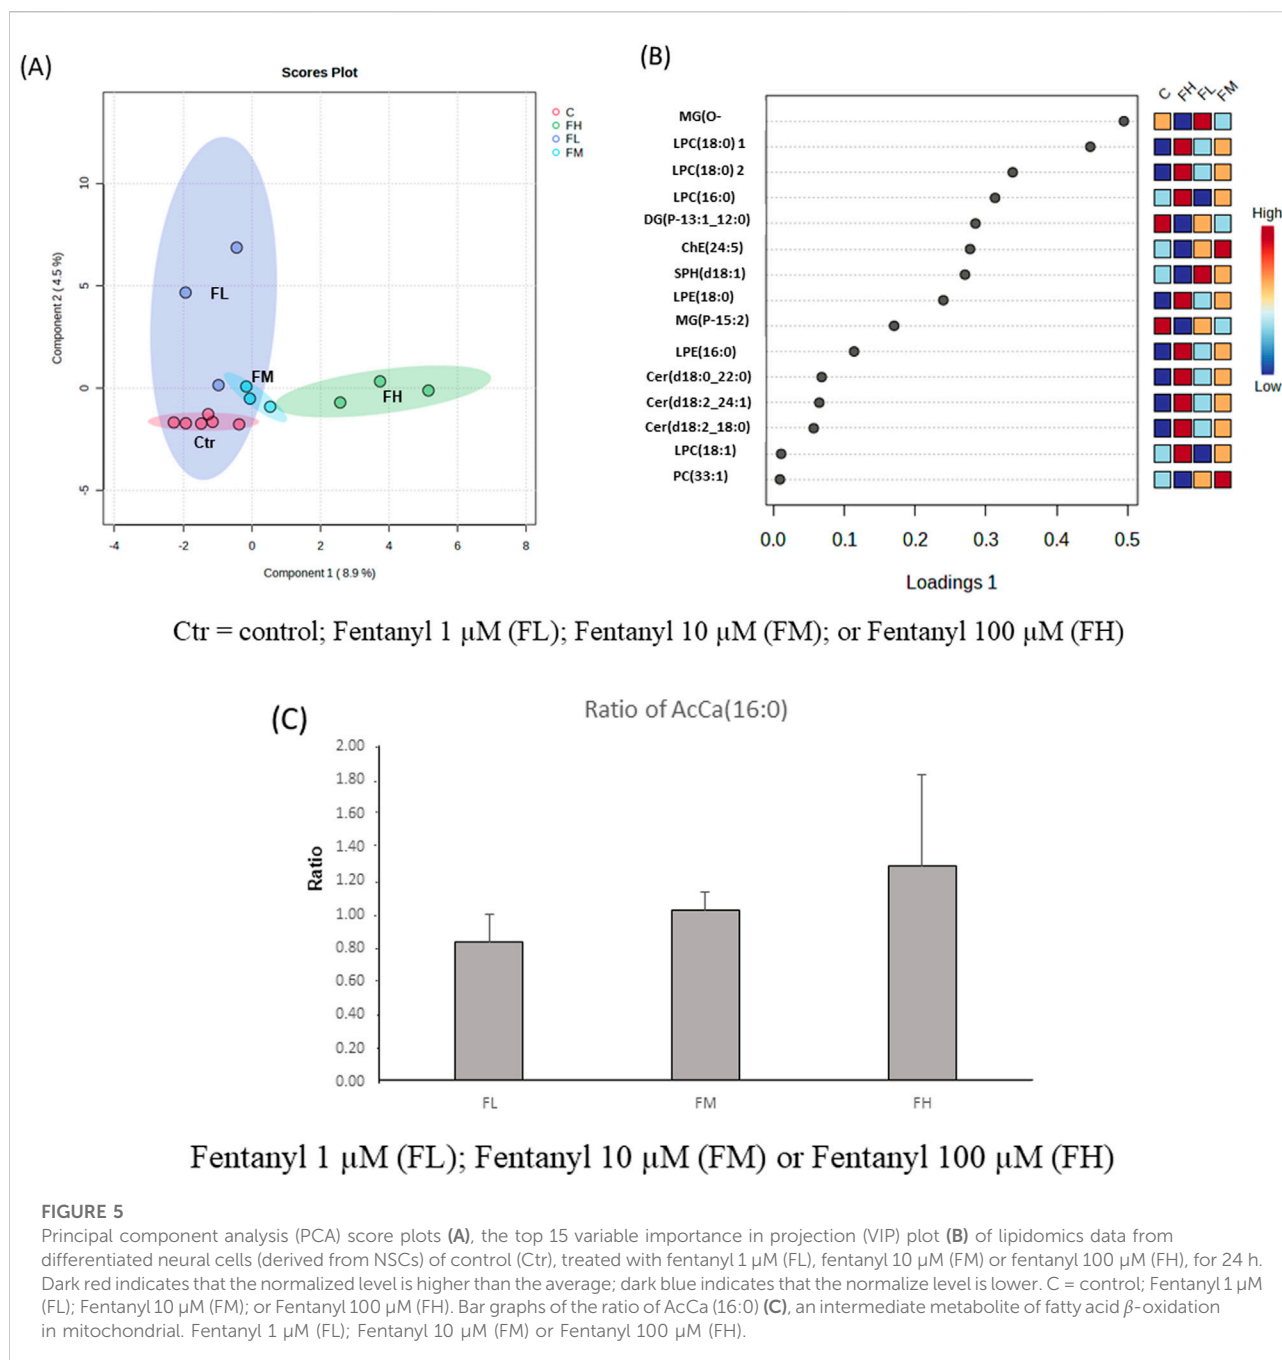 (A)
Scores Plot
C
FH
FL
FM
10
5
0
-5
Component 2 ( 4.5 %)
FL
FM
FH
Ctr
-4 -2 0 2 4 6 8
Component 1 ( 8.9 %)
(B)
C FH FL FM
MG(O-
LPC(18:0) 1
LPC(18:0) 2
LPC(16:0)
DG(P-13:1_12:0)
ChE(24:5)
SPH(d18:1)
LPE(18:0)
MG(P-15:2)
LPE(16:0)
Cer(d18:0_22:0)
Cer(d18:2_24:1)
Cer(d18:2_18:0)
LPC(18:1)
PC(33:1)
High
Low
0.0 0.1 0.2 0.3 0.4 0.5
Loadings 1
Ctr = control; Fentanyl 1 µM (FL); Fentanyl 10 µM (FM); or Fentanyl 100 µM (FH)
(C)
Ratio of AcCa(16:0)
2.00
1.80
1.60
1.40
1.20
1.00
0.80
0.60
0.40
0.20
0.00
Ratio
FL FM FH
Fentanyl 1 µM (FL); Fentanyl 10 µM (FM) or Fentanyl 100 µM (FH)
FIGURE 5
Principal component analysis (PCA) score plots (A), the top 15 variable importance in projection (VIP) plot (B) of lipidomics data from
differentiated neural cells (derived from NSCs) of control (Ctr), treated with fentanyl 1 µM (FL), fentanyl 10 µM (FM) or fentanyl 100 µM (FH), for 24 h.
Dark red indicates that the normalized level is higher than the average; dark blue indicates that the normalize level is lower. C = control; Fentanyl 1 µM
(FL); Fentanyl 10 µM (FM); or Fentanyl 100 µM (FH). Bar graphs of the ratio of AcCa (16:0) (C), an intermediate metabolite of fatty acid β-oxidation
in mitochondrial. Fentanyl 1 µM (FL); Fentanyl 10 µM (FM) or Fentanyl 100 µM (FH).